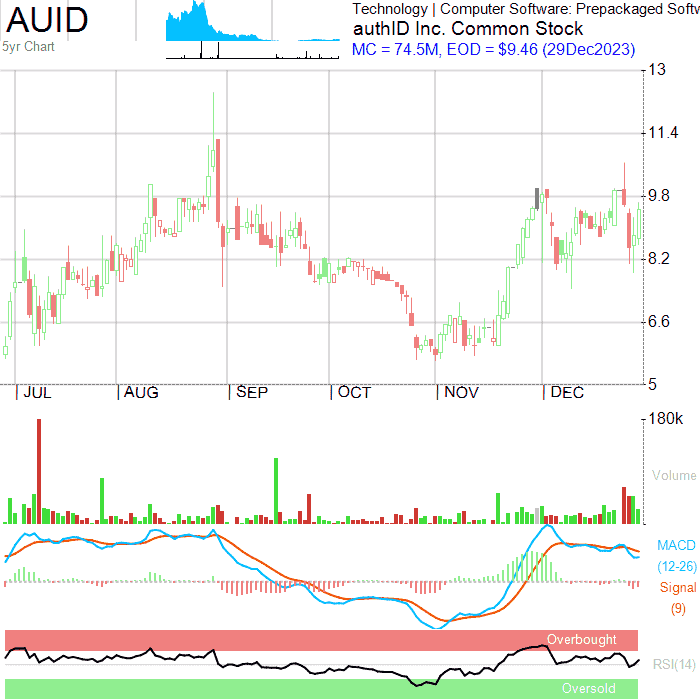 AUID
5yr Chart
Technology | Computer Software: Prepackaged Softw
authID Inc. Common Stock
MC = 74.5M, EOD = $9.46 (29Dec2023)
13
11.4
9.8
8.2
6.6
5
JUL AUG SEP OCT NOV DEC
180k
Volume
MACD
(12-26)
Signal
(9)
Overbought
RSI(14)
Oversold